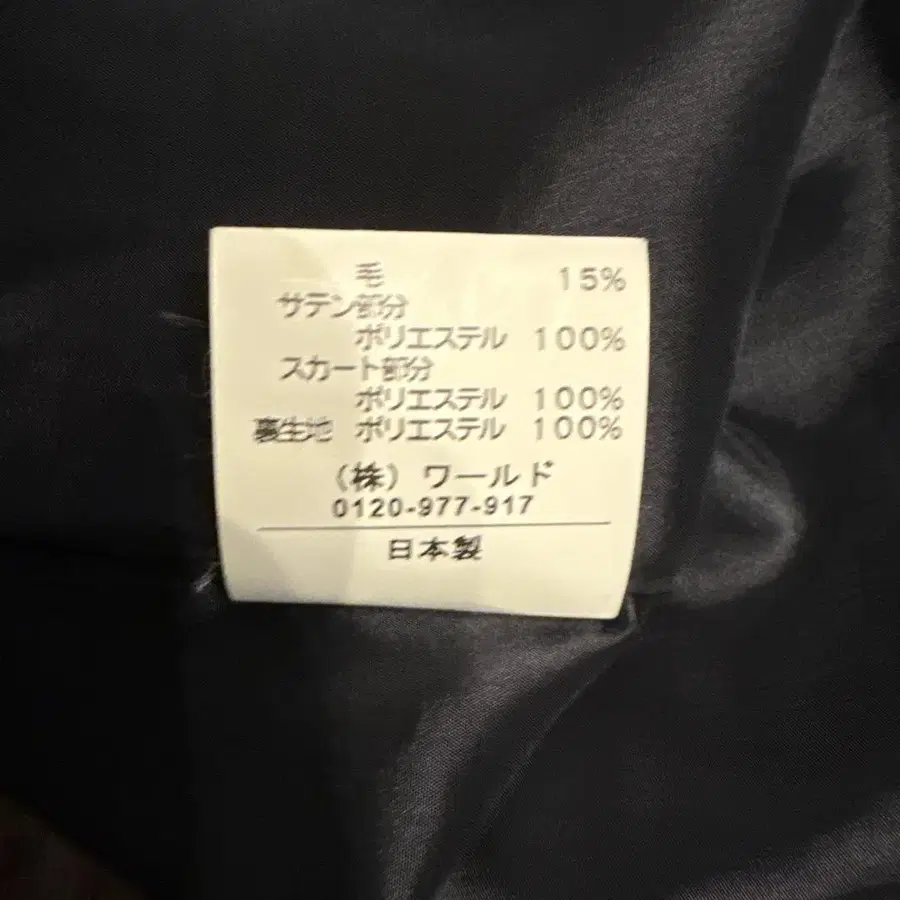 毛 15%
サテン部分
ポリエステル 100%
スカート部分
ポリエステル 100%
裏生地 ポリエステル 100%
(株) ワールド
0120-977-917
日本製